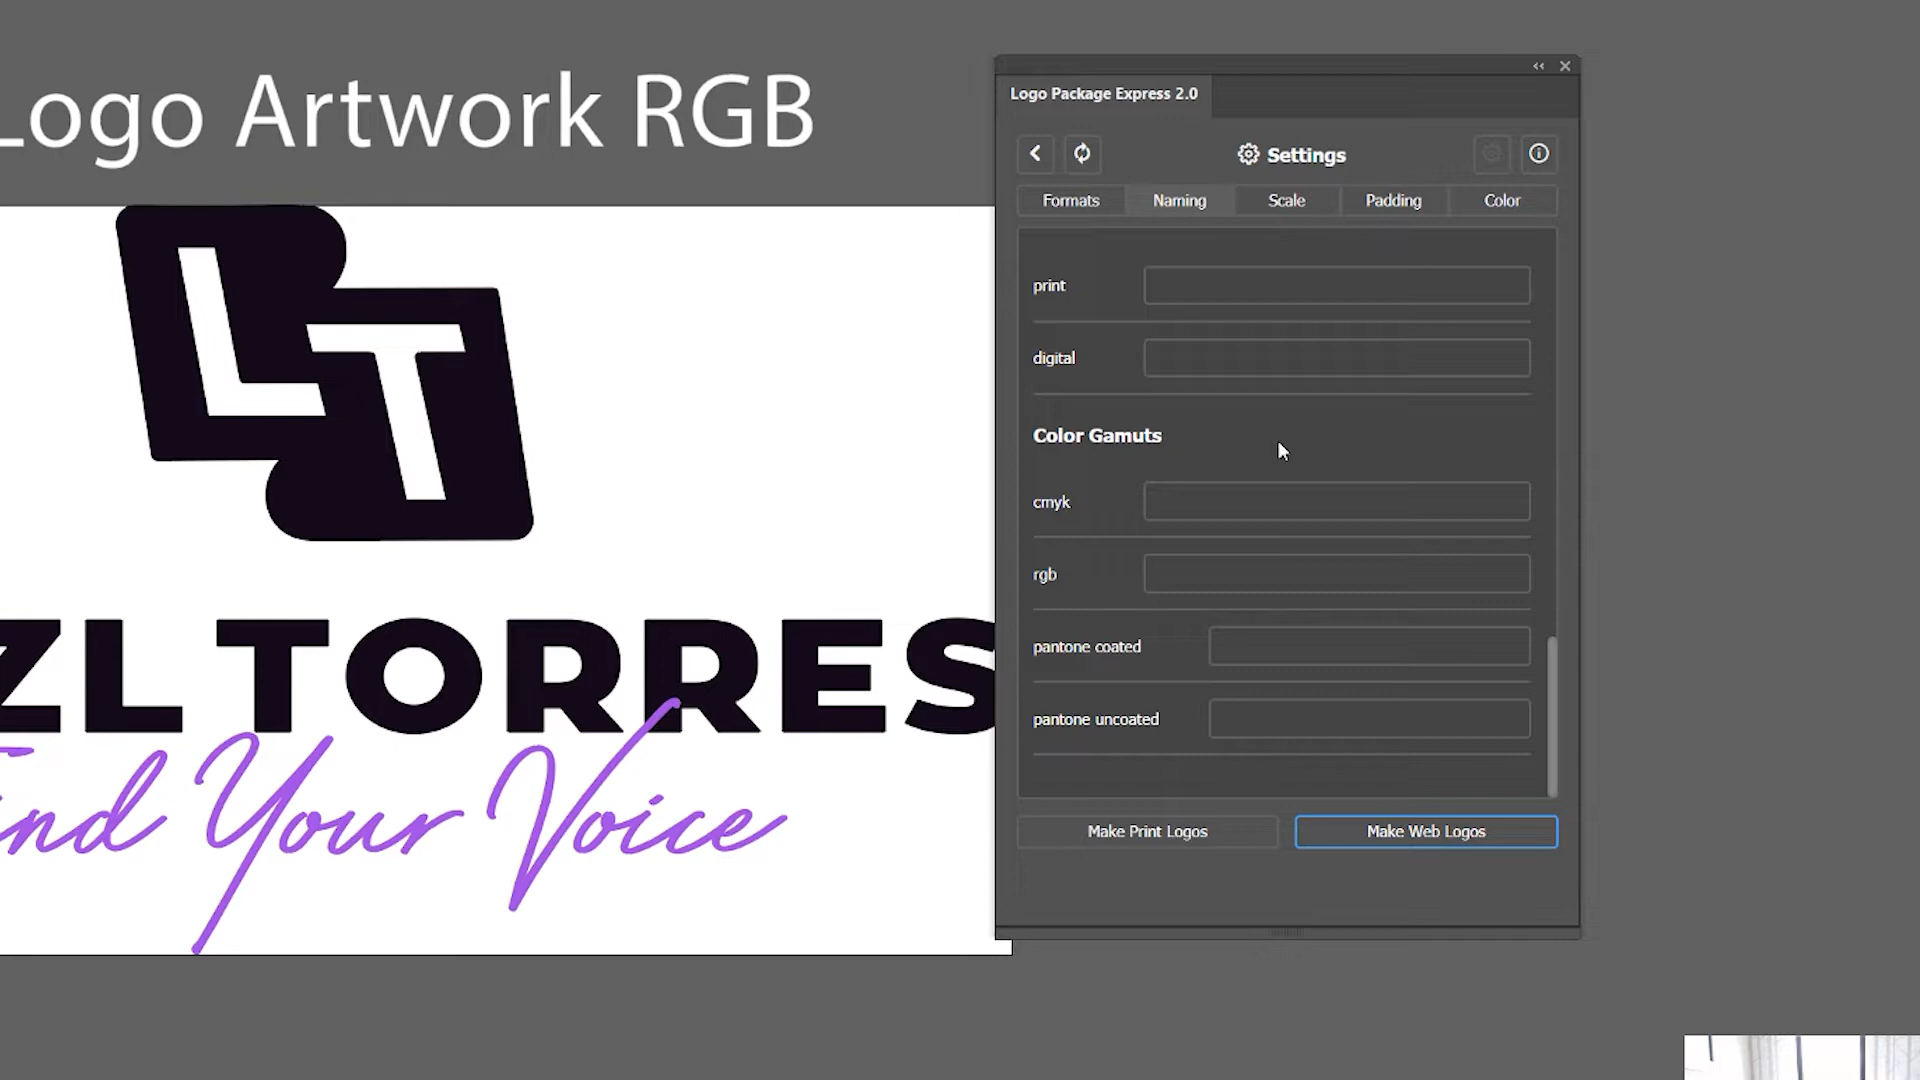 Logo Artwork RGB
LT
ZL TORRES
ind Your Voice
Logo Package Express 2.0
Settings
Formats Naming Scale Padding Color
print
digital
Color Gamuts
cmyk
rgb
pantone coated
pantone uncoated
Make Print Logos Make Web Logos